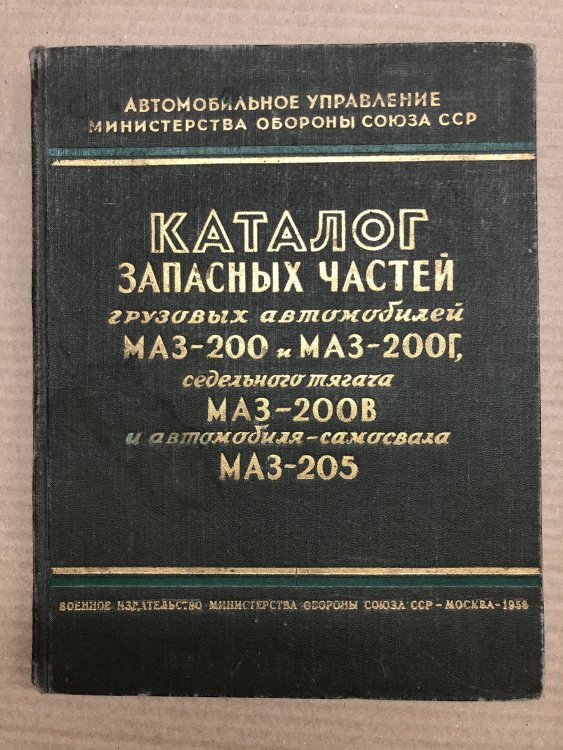 АВТОМОБИЛЬНОЕ УПРАВЛЕНИЕ
МИНИСТЕРСТВА ОБОРОНЫ СОЮЗА ССР
КАТАЛОГ
ЗАПАСНЫХ ЧАСТЕЙ
грузовых автомобилей
МАЗ-200 и МАЗ-200Г,
седельного тягача
МАЗ-200В
и автомобиля-самосвала
МАЗ-205
ВОЕННОЕ ИЗДАТЕЛЬСТВО МИНИСТЕРСТВА ОБОРОНЫ СОЮЗА ССР - МОСКВА - 1958